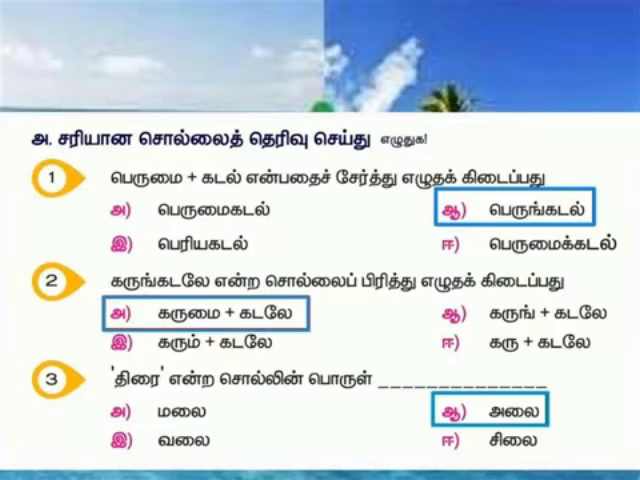 அ. சரியான சொல்லைத் தெரிவு செய்து எழுதுக!
1 பெருமை + கடல் என்பதைச் சேர்த்து எழுதக் கிடைப்பது
அ) பெருமைகடல் ஆ) பெருங்கடல்
இ) பெரியகடல் ஈ) பெருமைக்கடல்
2 கருங்கடலே என்ற சொல்லைப் பிரித்து எழுதக் கிடைப்பது
அ) கருமை + கடலே ஆ) கருங் + கடலே
இ) கரும் + கடலே ஈ) கரு + கடலே
3 'திரை' என்ற சொல்லின் பொருள் ______________
அ) மலை ஆ) அலை
இ) வலை ஈ) சிலை